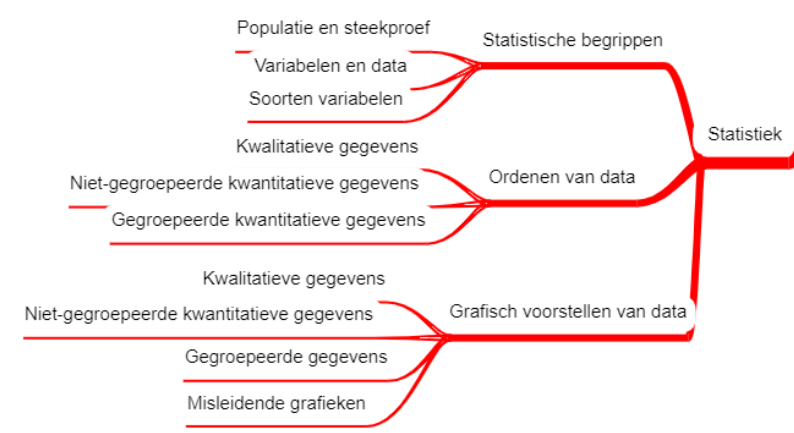 Populatie en steekproef
Statistische begrippen
Variabelen en data
Soorten variabelen
Statistiek
Kwalitatieve gegevens
Ordenen van data
Niet-gegroepeerde kwantitatieve gegevens
Gegroepeerde kwantitatieve gegevens
Kwalitatieve gegevens
Grafisch voorstellen van data
Niet-gegroepeerde kwantitatieve gegevens
Gegroepeerde gegevens
Misleidende grafieken